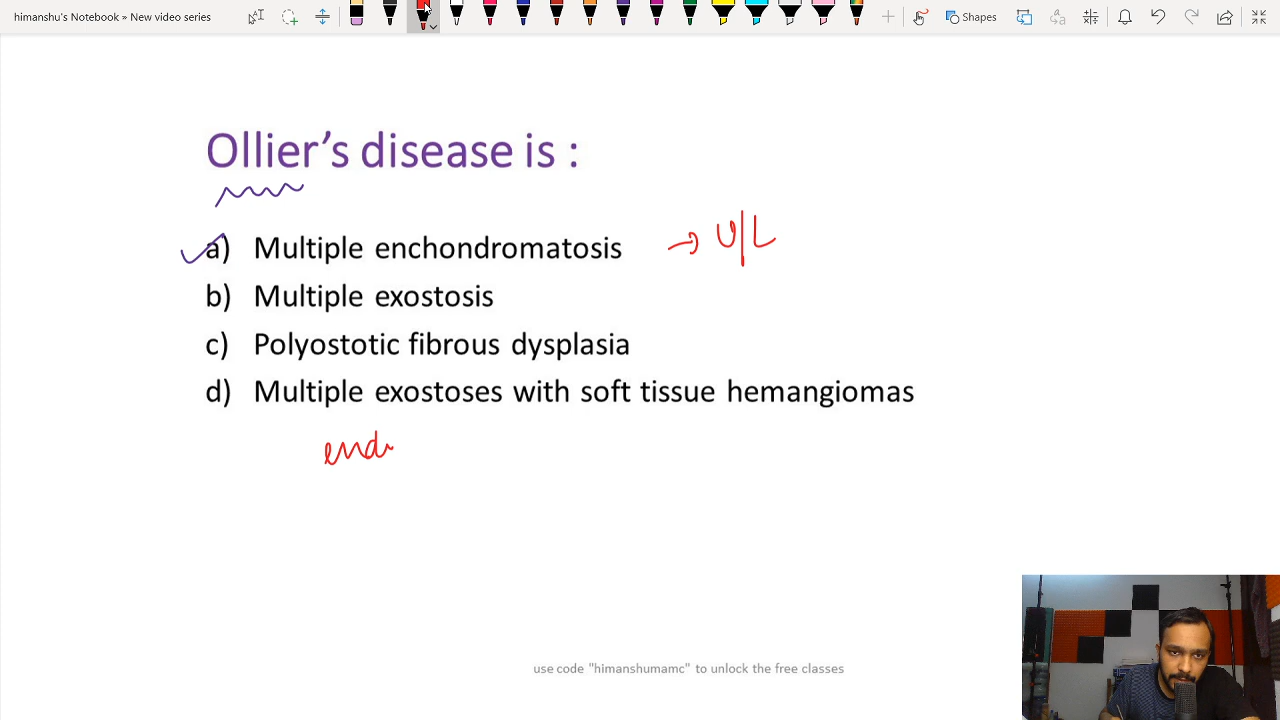 himanshu's Notebook » New video series
Shapes
Ollier's disease is :
a) Multiple enchondromatosis → U/L
b) Multiple exostosis
c) Polyostotic fibrous dysplasia
d) Multiple exostoses with soft tissue hemangiomas
end
use code "himanshumamc" to unlock the free classes